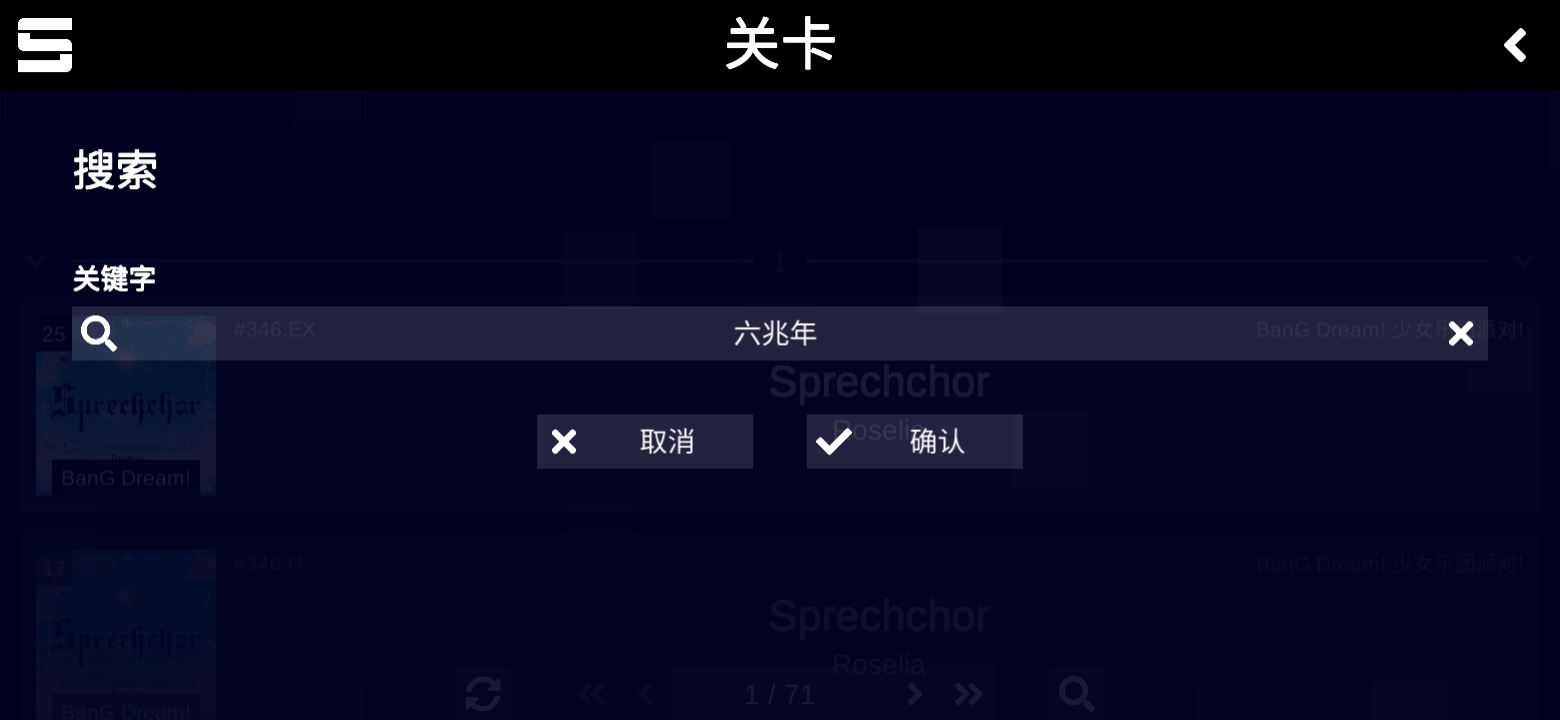 关卡
搜索
1
关键字
六兆年
25
#346.EX
BanG Dream! 少女乐团派对!
Sprechchor
Sprechchor
Roselia
取消
确认
BanG Dream!
17
#346.H
BanG Dream! 少女乐团派对!
Sprechchor
Sprechchor
Roselia
1 / 71
BanG Dream!